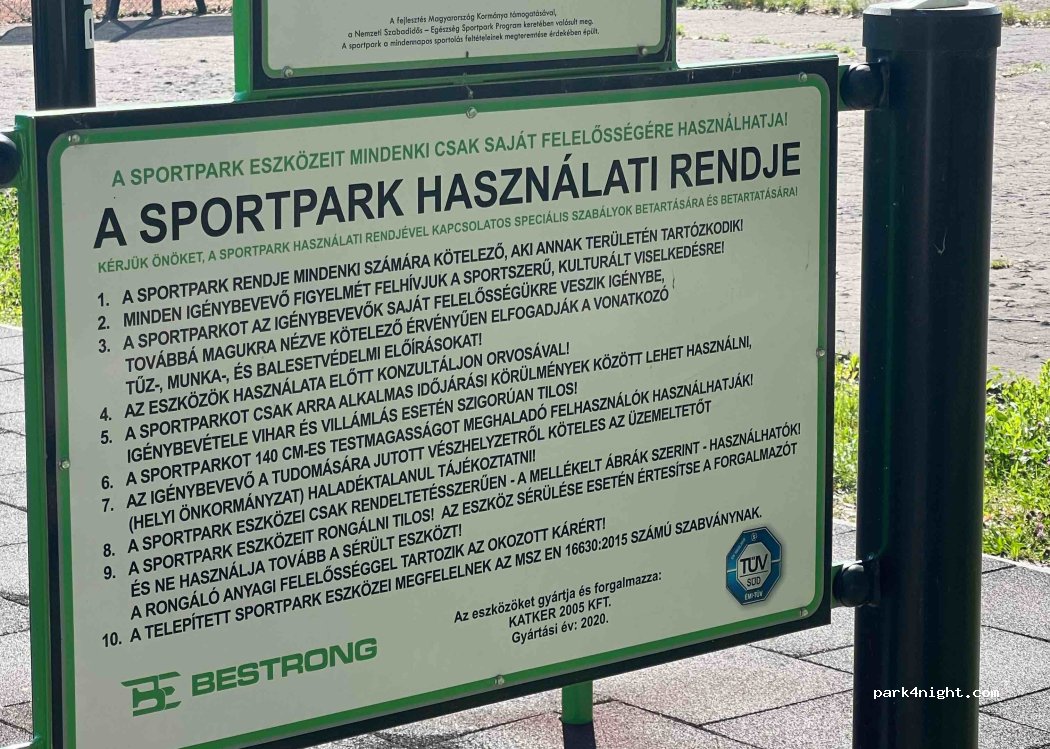 A fejlesztés Magyarország Kormánya támogatásával,
a Nemzeti Szabadidős – Egészség Sportpark Program keretében valósult meg.
A sportpark a mindennapos sportolás feltételeinek megteremtése érdekében épült.
A SPORTPARK ESZKÖZEIT MINDENKI CSAK SAJÁT FELELŐSSÉGÉRE HASZNÁLHATJA!
A SPORTPARK HASZNÁLATI RENDJE
KÉRJÜK ÖNÖKET, A SPORTPARK HASZNÁLATI RENDJÉVEL KAPCSOLATOS SPECIÁLIS SZABÁLYOK BETARTÁSÁRA ÉS BETARTATÁSÁRA!
1. A SPORTPARK RENDJE MINDENKI SZÁMÁRA KÖTELEZŐ, AKI ANNAK TERÜLETÉN TARTÓZKODIK!
2. MINDEN IGÉNYBEVEVŐ FIGYELMÉT FELHÍVJUK A SPORTSZERŰ, KULTURÁLT VISELKEDÉSRE!
3. A SPORTPARKOT AZ IGÉNYBEVEVŐK SAJÁT FELELŐSSÉGÜKRE VESZIK IGÉNYBE,
TOVÁBBÁ MAGUKRA NÉZVE KÖTELEZŐ ÉRVÉNYŰEN ELFOGADJÁK A VONATKOZÓ
TŰZ-, MUNKA-, ÉS BALESETVÉDELMI ELŐÍRÁSOKAT!
4. AZ ESZKÖZÖK HASZNÁLATA ELŐTT KONZULTÁLJON ORVOSÁVAL!
5. A SPORTPARKOT CSAK ARRA ALKALMAS IDŐJÁRÁSI KÖRÜLMÉNYEK KÖZÖTT LEHET HASZNÁLNI,
IGÉNYBEVÉTELE VIHAR ÉS VILLÁMLÁS ESETÉN SZIGORÚAN TILOS!
6. A SPORTPARKOT 140 CM-ES TESTMAGASSÁGOT MEGHALADÓ FELHASZNÁLÓK HASZNÁLHATJÁK!
7. AZ IGÉNYBEVEVŐ A TUDOMÁSÁRA JUTOTT VÉSZHELYZETRŐL KÖTELES AZ ÜZEMELTETŐT
(HELYI ÖNKORMÁNYZAT) HALADÉKTALANUL TÁJÉKOZTATNI!
8. A SPORTPARK ESZKÖZEI CSAK RENDELTETÉSSZERŰEN - A MELLÉKELT ÁBRÁK SZERINT - HASZNÁLHATÓK!
9. A SPORTPARK ESZKÖZEIT RONGÁLNI TILOS! AZ ESZKÖZ SÉRÜLÉSE ESETÉN ÉRTESÍTSE A FORGALMAZÓT
ÉS NE HASZNÁLJA TOVÁBB A SÉRÜLT ESZKÖZT!
A RONGÁLÓ ANYAGI FELELŐSSÉGGEL TARTOZIK AZ OKOZOTT KÁRÉRT!
10. A TELEPÍTETT SPORTPARK ESZKÖZEI MEGFELELNEK AZ MSZ EN 16630:2015 SZÁMÚ SZABVÁNYNAK.
Az eszközöket gyártja és forgalmazza:
KATKER 2005 KFT.
Gyártási év: 2020.
TÜV
SÜD
ÉMI-TÜV
BE BESTRONG
park4night.com